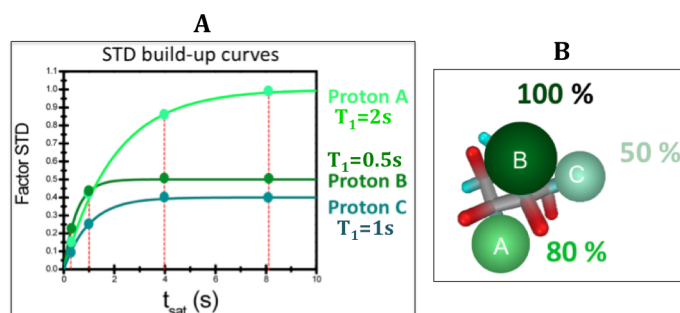 A
STD build-up curves
Factor STD
1.1
1.0
0.9
0.8
0.7
0.6
0.5
0.4
0.3
0.2
0.1
0.0
0 2 4 6 8 10
t_sat (s)
Proton A
T₁=2s
T₁=0.5s
Proton B
Proton C
T₁=1s
B
100 %
B
C
50 %
A
80 %